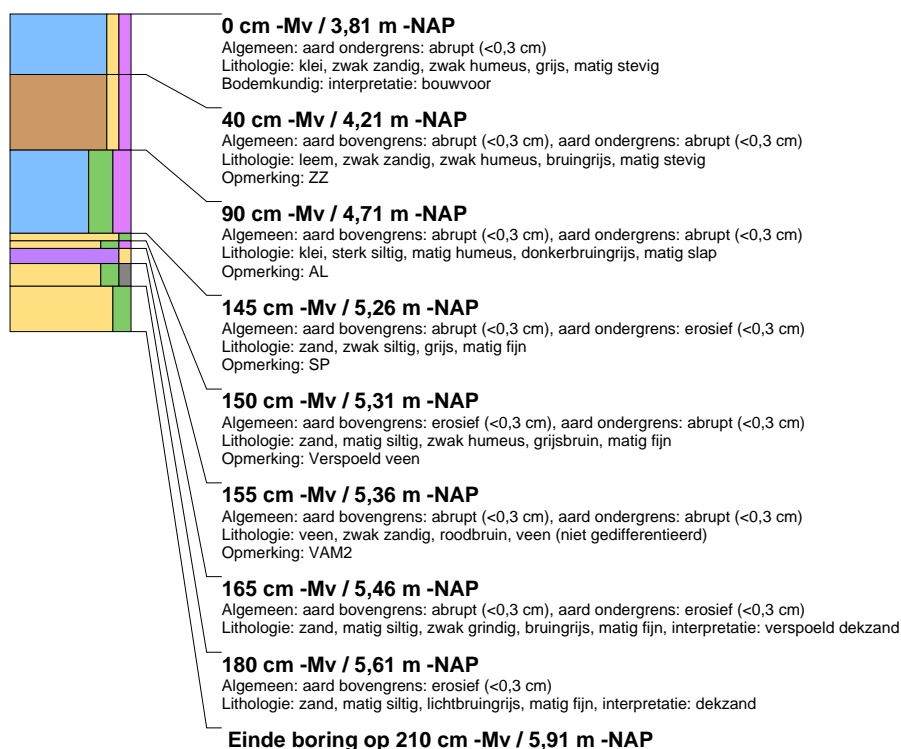 0 cm -Mv / 3,81 m -NAP
Algemeen: aard ondergrens: abrupt (<0,3 cm)
Lithologie: klei, zwak zandig, zwak humeus, grijs, matig stevig
Bodemkundig: interpretatie: bouwvoor
40 cm -Mv / 4,21 m -NAP
Algemeen: aard bovengrens: abrupt (<0,3 cm), aard ondergrens: abrupt (<0,3 cm)
Lithologie: leem, zwak zandig, zwak humeus, bruingrijs, matig stevig
Opmerking: ZZ
90 cm -Mv / 4,71 m -NAP
Algemeen: aard bovengrens: abrupt (<0,3 cm), aard ondergrens: abrupt (<0,3 cm)
Lithologie: klei, sterk siltig, matig humeus, donkerbruingrijs, matig slap
Opmerking: AL
145 cm -Mv / 5,26 m -NAP
Algemeen: aard bovengrens: abrupt (<0,3 cm), aard ondergrens: erosief (<0,3 cm)
Lithologie: zand, zwak siltig, grijs, matig fijn
Opmerking: SP
150 cm -Mv / 5,31 m -NAP
Algemeen: aard bovengrens: erosief (<0,3 cm), aard ondergrens: abrupt (<0,3 cm)
Lithologie: zand, matig siltig, zwak humeus, grijsbruin, matig fijn
Opmerking: Verspoeld veen
155 cm -Mv / 5,36 m -NAP
Algemeen: aard bovengrens: abrupt (<0,3 cm), aard ondergrens: abrupt (<0,3 cm)
Lithologie: veen, zwak zandig, roodbruin, veen (niet gedifferentieerd)
Opmerking: VAM2
165 cm -Mv / 5,46 m -NAP
Algemeen: aard bovengrens: abrupt (<0,3 cm), aard ondergrens: erosief (<0,3 cm)
Lithologie: zand, matig siltig, zwak grindig, bruingrijs, matig fijn, interpretatie: verspoeld dekzand
180 cm -Mv / 5,61 m -NAP
Algemeen: aard bovengrens: erosief (<0,3 cm)
Lithologie: zand, matig siltig, lichtbruingrijs, matig fijn, interpretatie: dekzand
Einde boring op 210 cm -Mv / 5,91 m -NAP